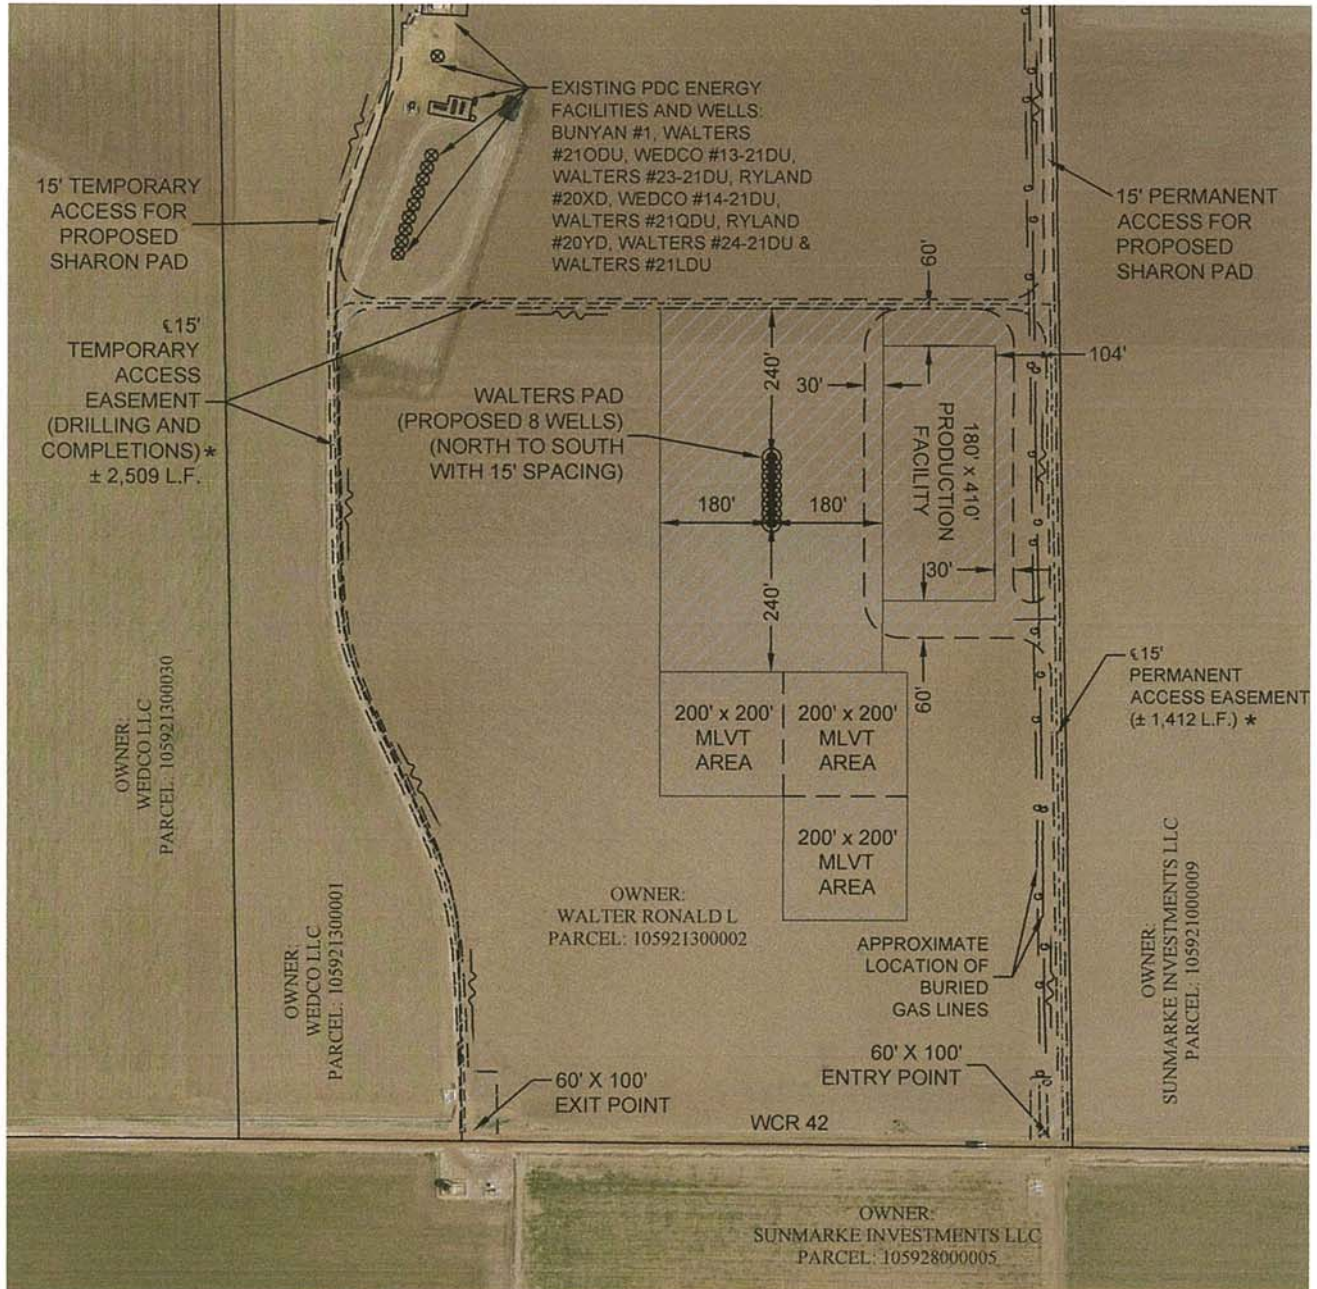 EXISTING PDC ENERGY
FACILITIES AND WELLS:
BUNYAN #1, WALTERS
#21ODU, WEDCO #13-21DU,
WALTERS #23-21DU, RYLAND
#20XD, WEDCO #14-21DU,
WALTERS #21QDU, RYLAND
#20YD, WALTERS #24-21DU &
WALTERS #21LDU
15' TEMPORARY
ACCESS FOR
PROPOSED
SHARON PAD
15' PERMANENT
ACCESS FOR
PROPOSED
SHARON PAD
60'
℄15'
TEMPORARY
ACCESS
EASEMENT
(DRILLING AND
COMPLETIONS)*
± 2,509 L.F.
WALTERS PAD
(PROPOSED 8 WELLS)
(NORTH TO SOUTH
WITH 15' SPACING)
240'
30'
104'
180' x 410'
PRODUCTION
FACILITY
180'
180'
30'
240'
60'
℄15'
PERMANENT
ACCESS EASEMENT
(± 1,412 L.F.) *
200' x 200'
MLVT
AREA
200' x 200'
MLVT
AREA
200' x 200'
MLVT
AREA
OWNER:
WEDCO LLC
PARCEL: 105921300030
OWNER:
WEDCO LLC
PARCEL: 105921300001
OWNER:
WALTER RONALD L
PARCEL: 105921300002
APPROXIMATE
LOCATION OF
BURIED
GAS LINES
OWNER:
SUNMARKE INVESTMENTS LLC
PARCEL: 105921000009
60' X 100'
EXIT POINT
60' X 100'
ENTRY POINT
WCR 42
OWNER:
SUNMARKE INVESTMENTS LLC
PARCEL: 105928000005